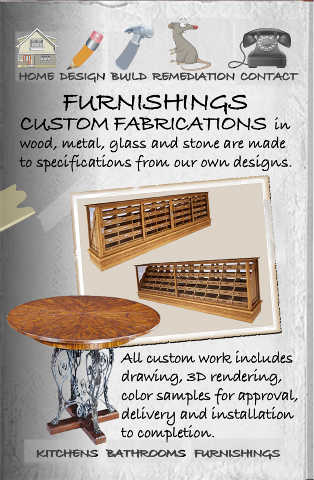 HOME DESIGN BUILD REMEDIATION CONTACT
FURNISHINGS
CUSTOM FABRICATIONS in
wood, metal, glass and stone are made
to specifications from our own designs.
All custom work includes
drawing, 3D rendering,
color samples for approval,
delivery and installation
to completion.
KITCHENS BATHROOMS FURNISHINGS